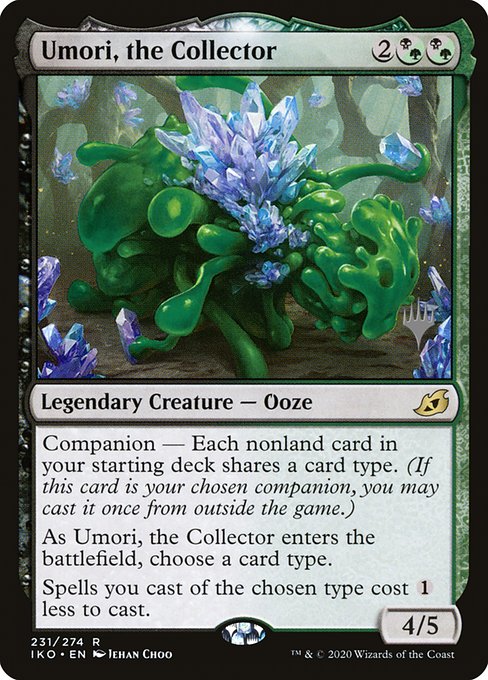 Umori, the Collector 2
Legendary Creature — Ooze
Companion — Each nonland card in
your starting deck shares a card type. (If
this card is your chosen companion, you may
cast it once from outside the game.)
As Umori, the Collector enters the
battlefield, choose a card type.
Spells you cast of the chosen type cost 1
less to cast.
4/5
231/274 R
IKO • EN Jehan Choo
™ & © 2020 Wizards of the Coast